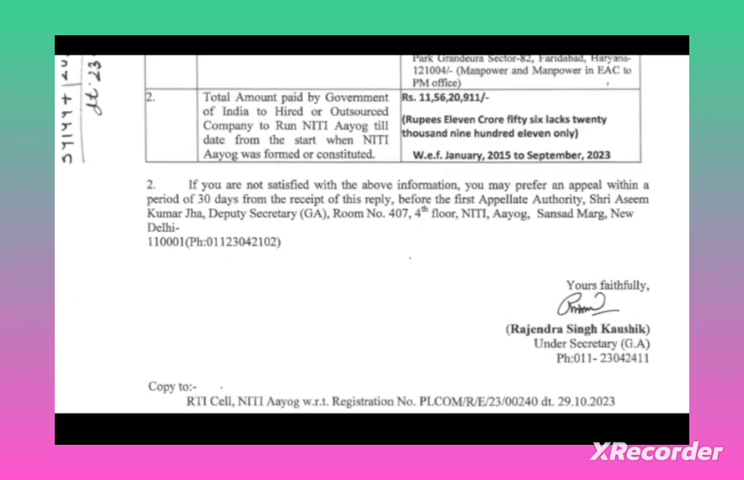 Park Grandeura Sector-82, Faridabad, Haryana-
121004/- (Manpower and Manpower in EAC to
PM office)
2. Total Amount paid by Government Rs. 11,56,20,911/-
of India to Hired or Outsourced
Company to Run NITI Aayog till (Rupees Eleven Crore fifty six lacks twenty
date from the start when NITI thousand nine hundred eleven only)
Aayog was formed or constituted. W.e.f. January, 2015 to September, 2023
2. If you are not satisfied with the above information, you may prefer an appeal within a
period of 30 days from the receipt of this reply, before the first Appellate Authority, Shri Aseem
Kumar Jha, Deputy Secretary (GA), Room No. 407, 4th floor, NITI, Aayog, Sansad Marg, New
Delhi-
110001(Ph:01123042102)
Yours faithfully,
(Rajendra Singh Kaushik)
Under Secretary (G.A)
Ph:011- 23042411
Copy to:-
RTI Cell, NITI Aayog w.r.t. Registration No. PLCOM/R/E/23/00240 dt. 29.10.2023
XRecorder